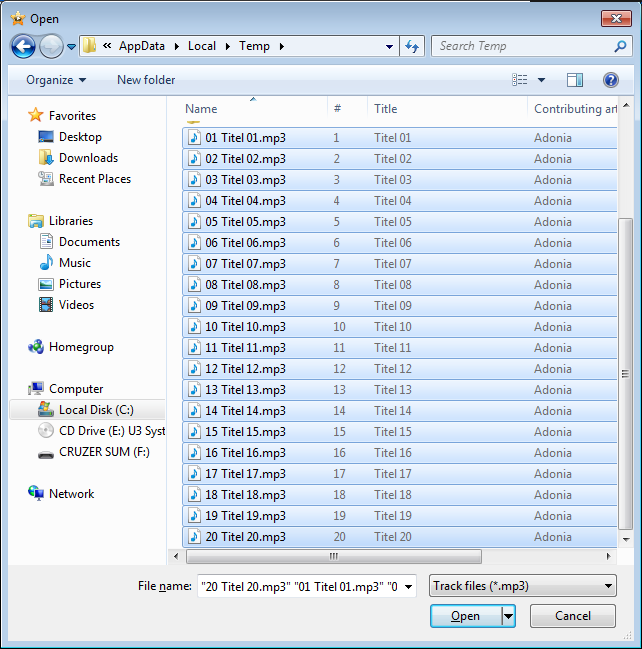 Open
« AppData Local Temp
Search Temp
Organize New folder
Favorites
Desktop
Downloads
Recent Places
Libraries
Documents
Music
Pictures
Videos
Homegroup
Computer
Local Disk (C:)
CD Drive (E:) U3 Syst
CRUZER SUM (F:)
Network
Name # Title Contributing art
01 Titel 01.mp3 1 Titel 01 Adonia
02 Titel 02.mp3 2 Titel 02 Adonia
03 Titel 03.mp3 3 Titel 03 Adonia
04 Titel 04.mp3 4 Titel 04 Adonia
05 Titel 05.mp3 5 Titel 05 Adonia
06 Titel 06.mp3 6 Titel 06 Adonia
07 Titel 07.mp3 7 Titel 07 Adonia
08 Titel 08.mp3 8 Titel 08 Adonia
09 Titel 09.mp3 9 Titel 09 Adonia
10 Titel 10.mp3 10 Titel 10 Adonia
11 Titel 11.mp3 11 Titel 11 Adonia
12 Titel 12.mp3 12 Titel 12 Adonia
13 Titel 13.mp3 13 Titel 13 Adonia
14 Titel 14.mp3 14 Titel 14 Adonia
15 Titel 15.mp3 15 Titel 15 Adonia
16 Titel 16.mp3 16 Titel 16 Adonia
17 Titel 17.mp3 17 Titel 17 Adonia
18 Titel 18.mp3 18 Titel 18 Adonia
19 Titel 19.mp3 19 Titel 19 Adonia
20 Titel 20.mp3 20 Titel 20 Adonia
File name: "20 Titel 20.mp3" "01 Titel 01.mp3" "0 Track files (*.mp3)
Open Cancel